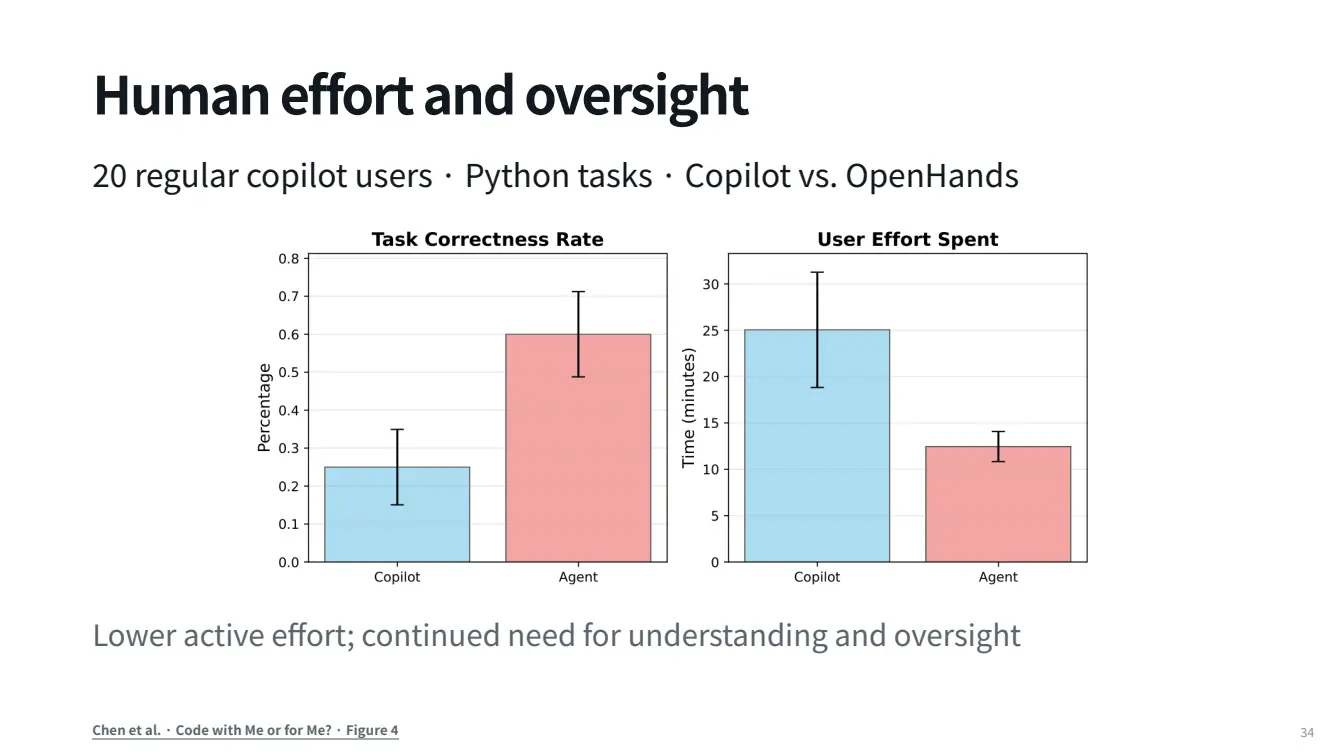 Human effort and oversight
20 regular copilot users · Python tasks · Copilot vs. OpenHands
Task Correctness Rate
Percentage
0.8
0.7
0.6
0.5
0.4
0.3
0.2
0.1
0.0
Copilot
Agent
User Effort Spent
Time (minutes)
30
25
20
15
10
5
0
Copilot
Agent
Lower active effort; continued need for understanding and oversight
Chen et al. · Code with Me or for Me? · Figure 4
34